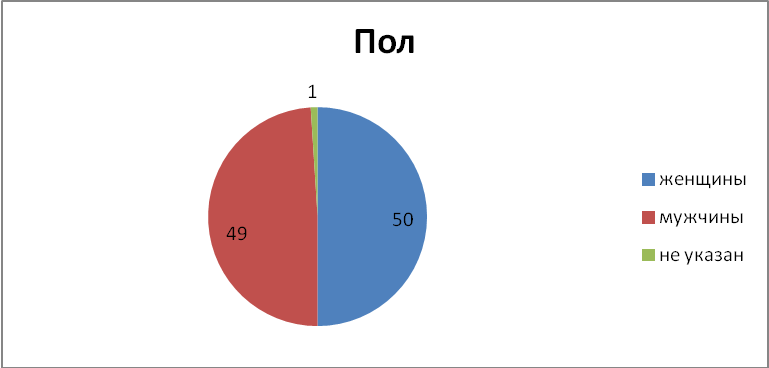 Пол
1
49
50
женщины
мужчины
не указан